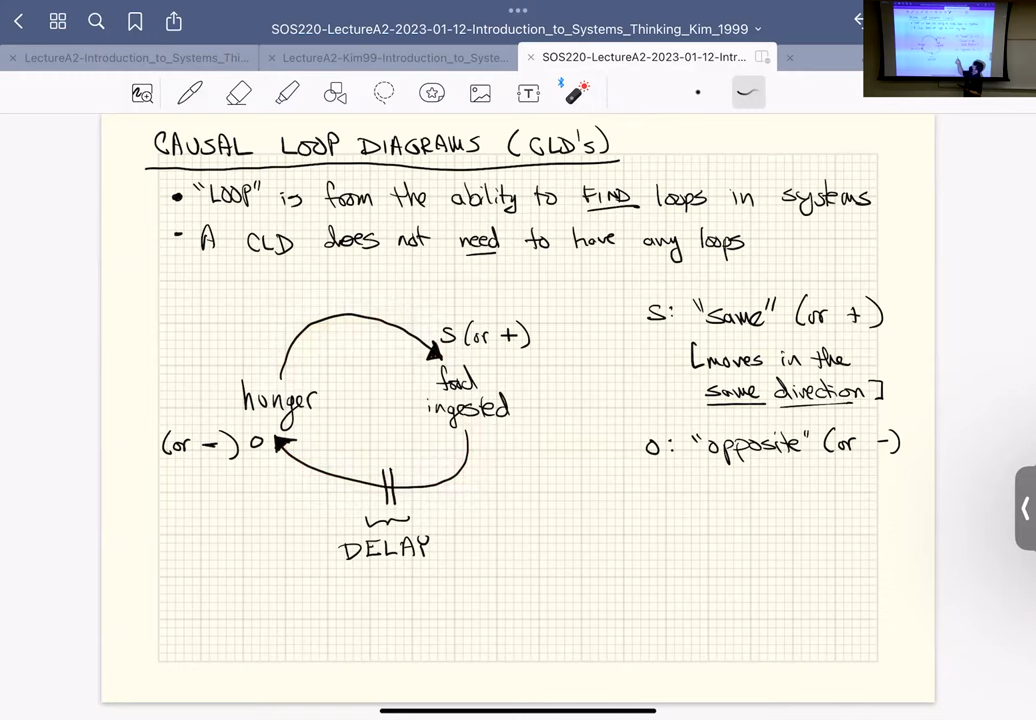 SOS220-LectureA2-2023-01-12-Introduction_to_Systems_Thinking_Kim_1999
LectureA2-Introduction_to_Systems_Thi...
LectureA2-Kim99-Introduction_to_Syste...
SOS220-LectureA2-2023-01-12-Intr...
CAUSAL LOOP DIAGRAMS (CLD's)
• "LOOP" is from the ability to FIND loops in systems
- A CLD does not need to have any loops
S: "same" (or +)
[moves in the
same direction]
O: "opposite" (or -)
S (or +)
food
ingested
hunger
(or -) O
DELAY